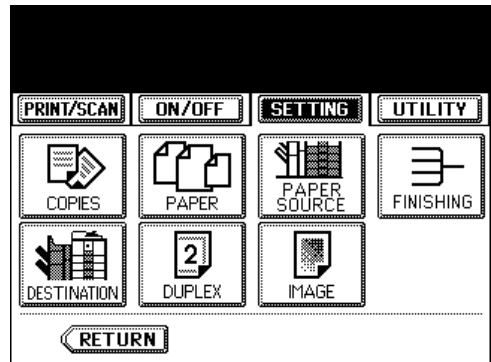 PRINT/SCAN ON/OFF SETTING UTILITY
COPIES PAPER PAPER SOURCE FINISHING
DESTINATION 2 DUPLEX IMAGE
RETURN